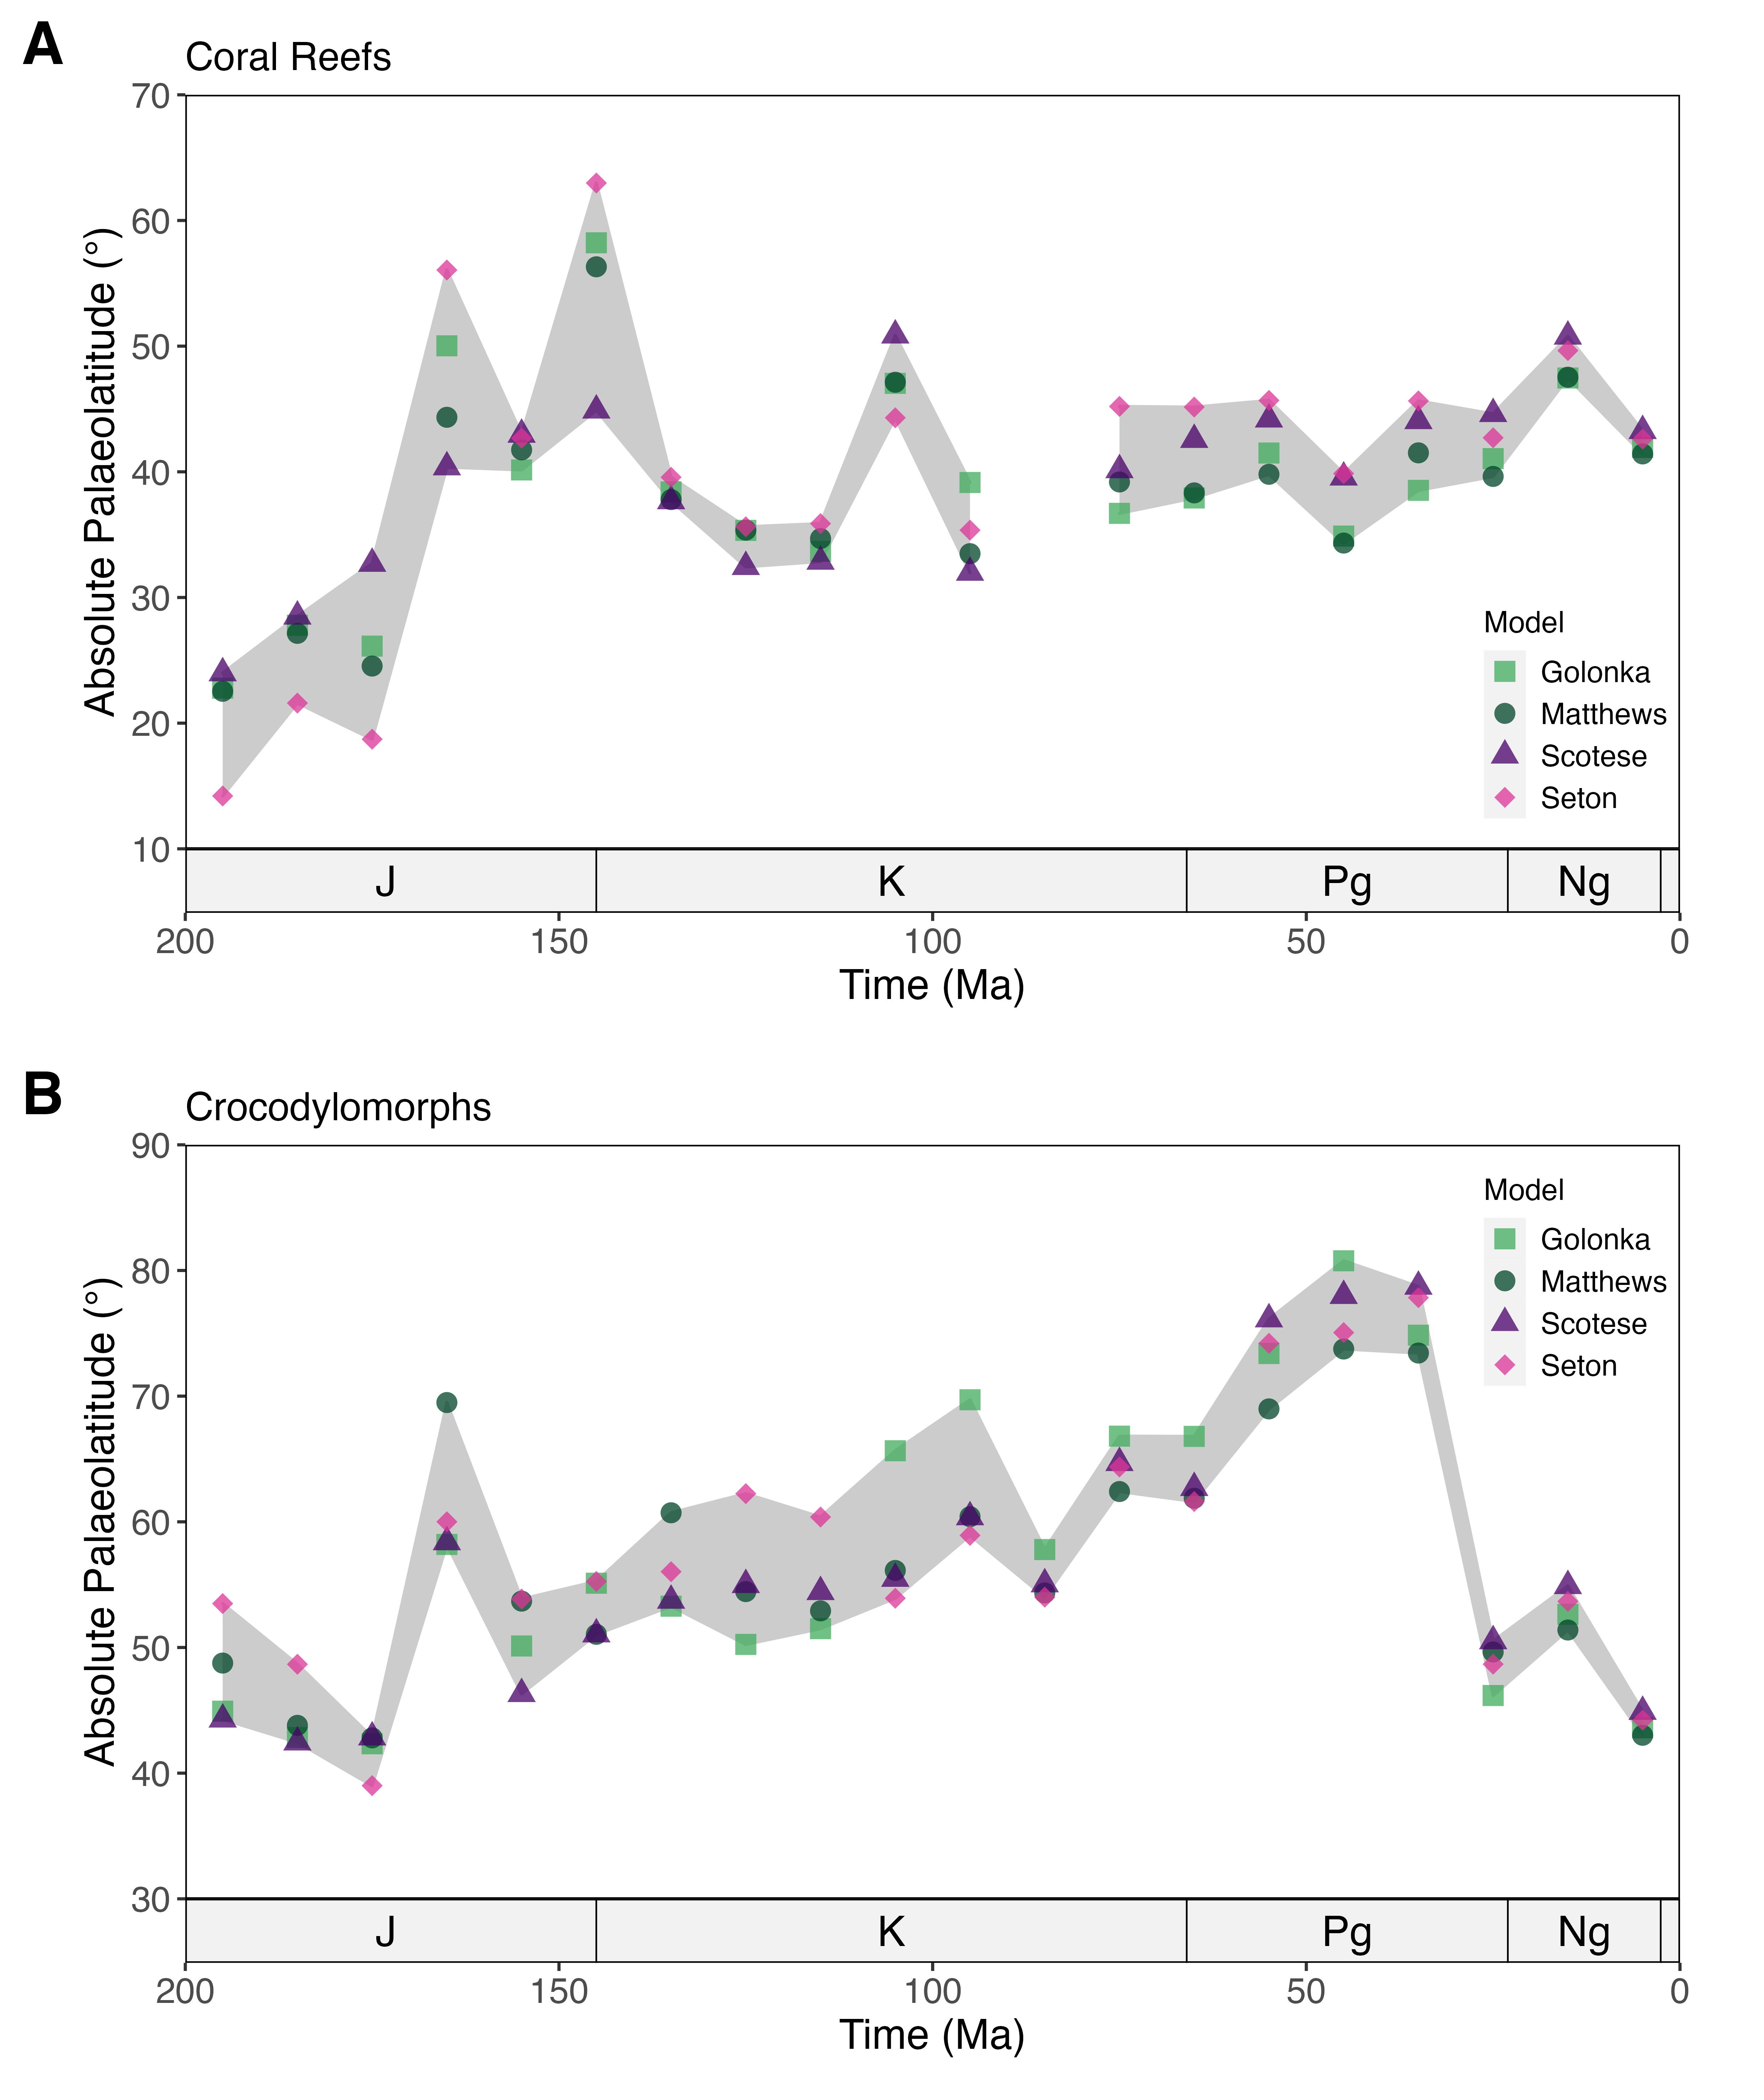 A
Coral Reefs
Absolute Palaeolatitude (°)
70
60
50
40
30
20
10
Model
Golonka
Matthews
Scotese
Seton
J K Pg Ng
200 150 100 50 0
Time (Ma)
B
Crocodylomorphs
Absolute Palaeolatitude (°)
90
80
70
60
50
40
30
Model
Golonka
Matthews
Scotese
Seton
J K Pg Ng
200 150 100 50 0
Time (Ma)